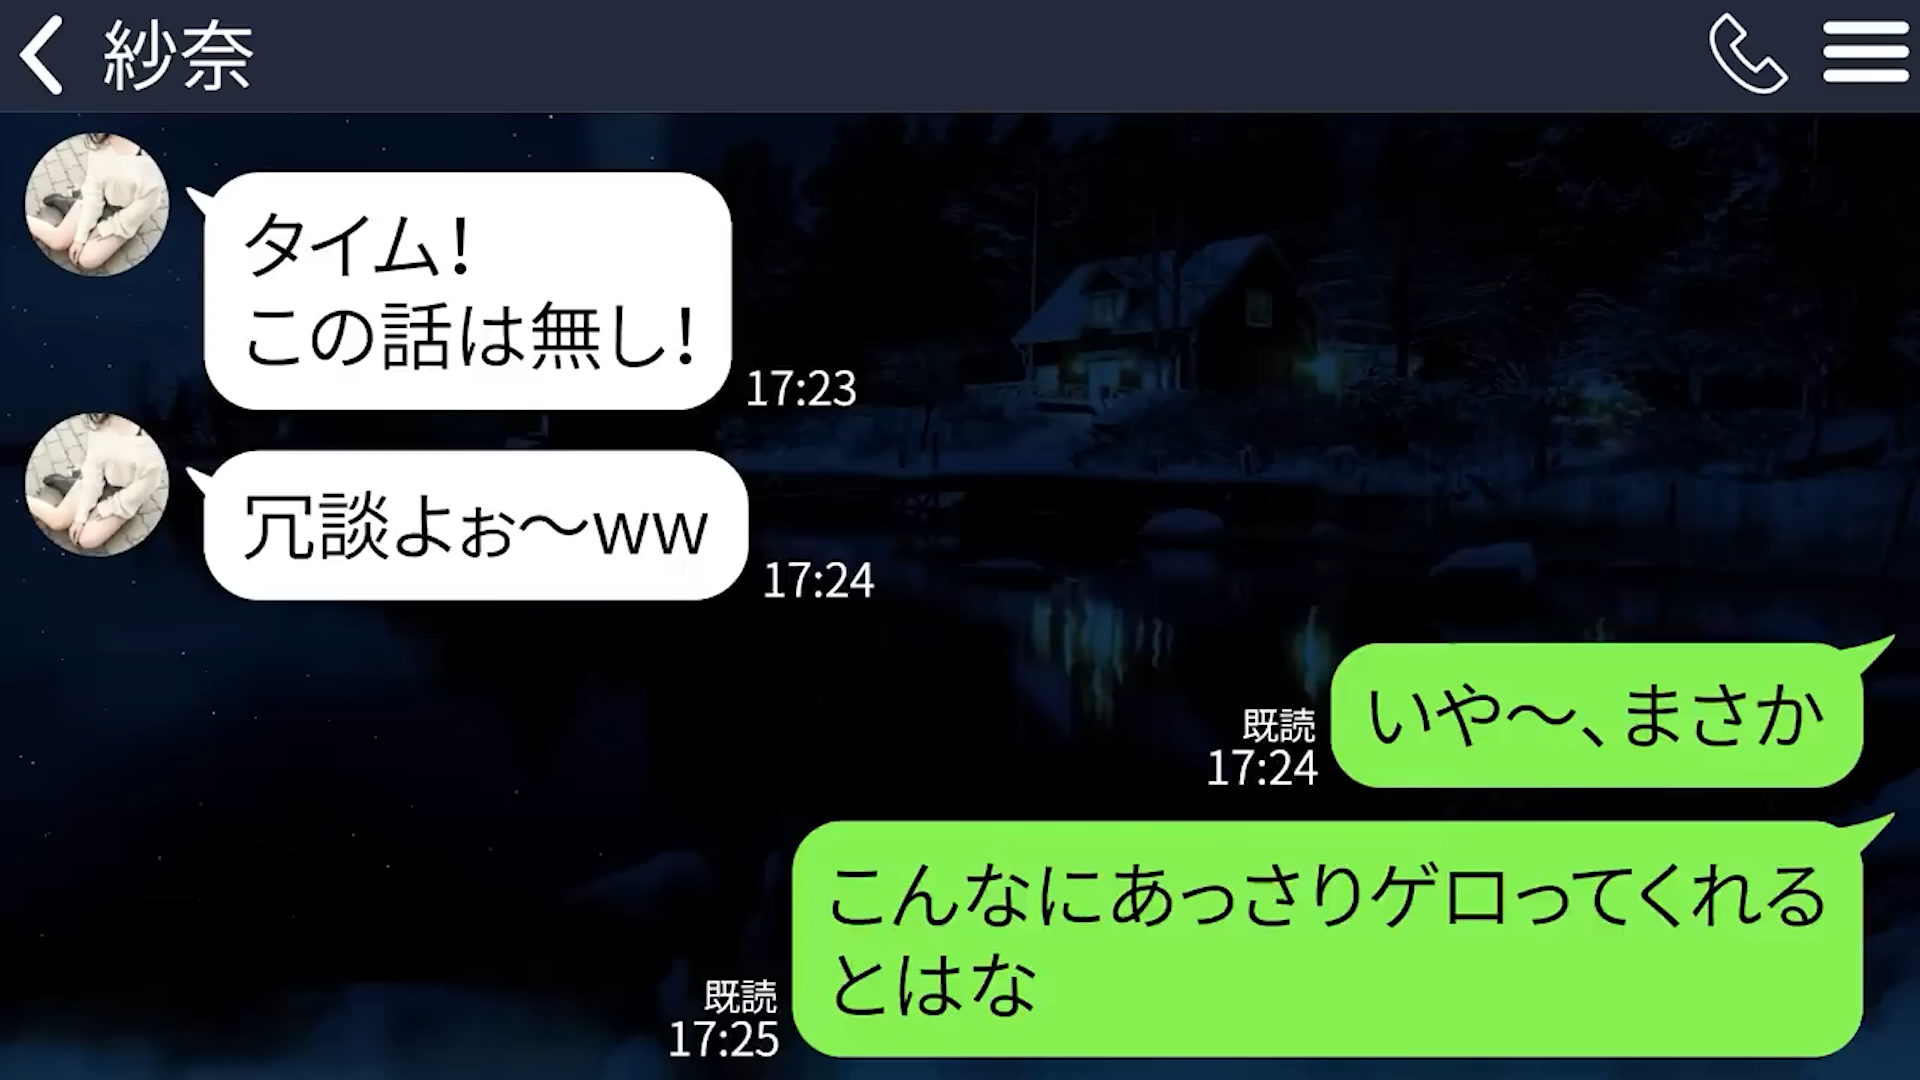 紗奈
タイム!
この話は無し!
17:23
冗談よぉ〜ww
17:24
いや〜、まさか
既読
17:24
こんなにあっさりゲロってくれる
とはな
既読
17:25